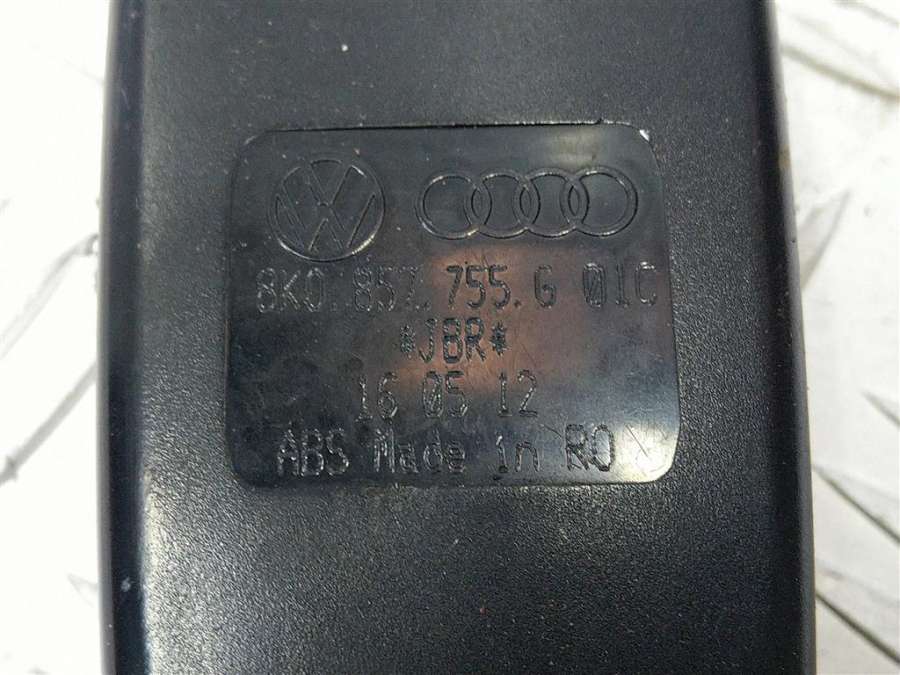 8K0.857.755.G 01C
*JBR*
16 05 12
ABS Made in RO